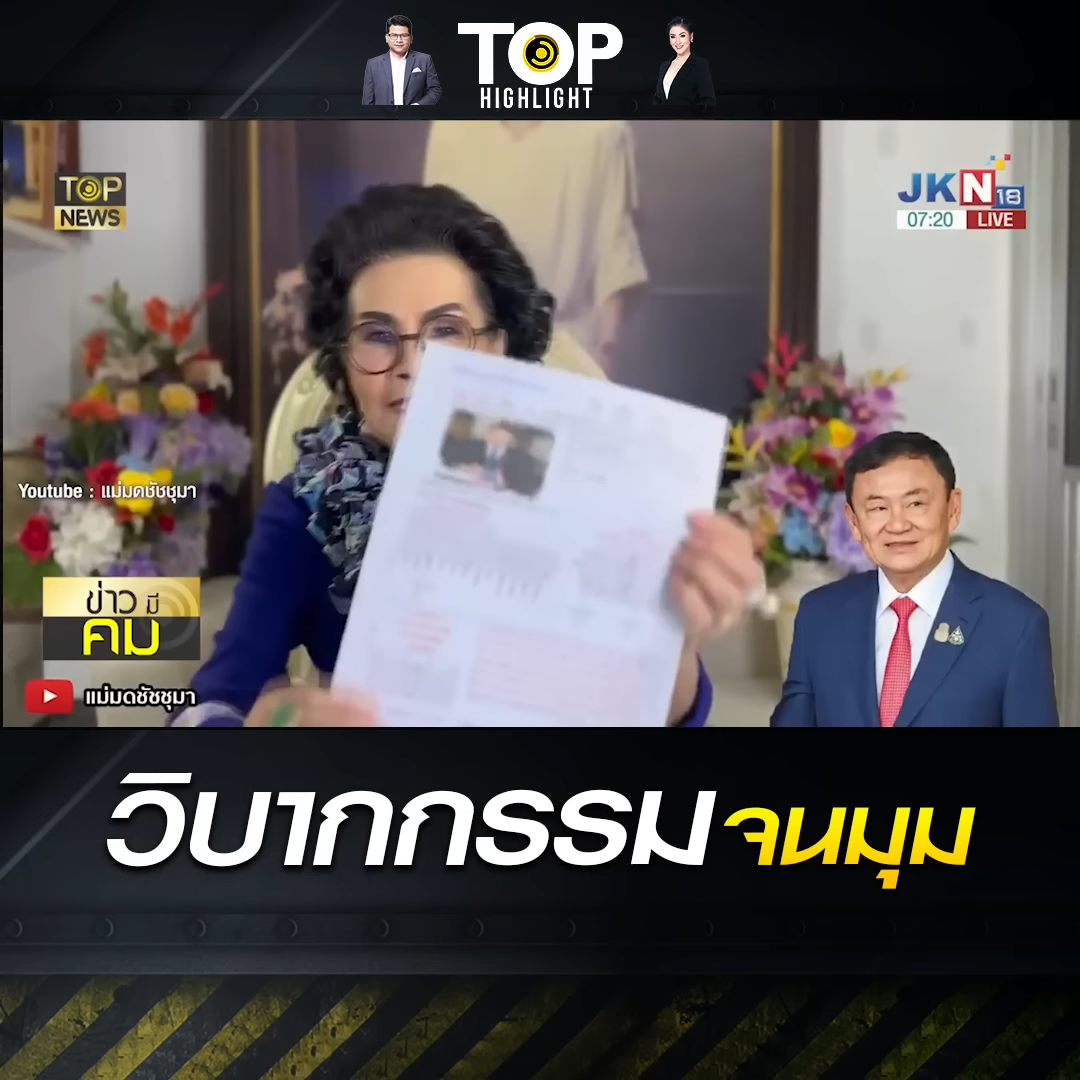 TOP
HIGHLIGHT
TOP
NEWS
JKN18
07:20 LIVE
Youtube : แม่มดชัชชุมา
ข่าวมี
คม
แม่มดชัชชุมา
วิบากกรรมจนมุม